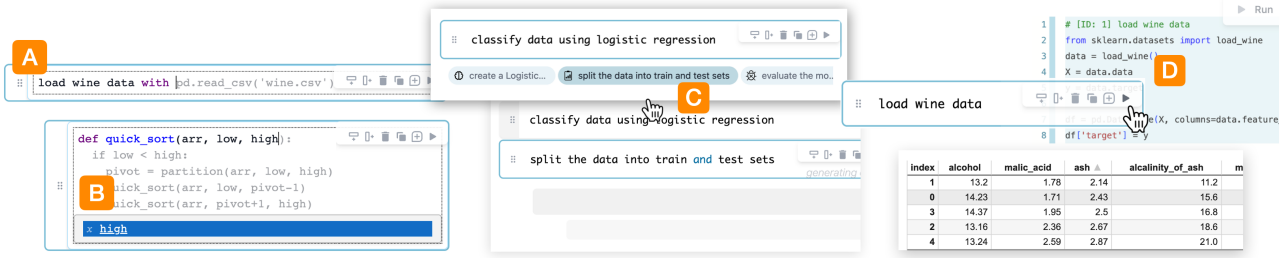 A
load wine data with pd.read_csv('wine.csv')
def quick_sort(arr, low, high):
if low < high:
pivot = partition(arr, low, high)
quick_sort(arr, low, pivot-1)
quick_sort(arr, pivot+1, high)
B
x high
classify data using logistic regression
create a Logistic...
split the data into train and test sets
evaluate the mo..
C
classify data using logistic regression
split the data into train and test sets
generating
Run
1 # [ID: 1] load wine data
2 from sklearn.datasets import load_wine
3 data = load_wine()
4 X = data.data
D
load wine data
(X, columns=data.feature
8 df['target'] = y
index alcohol malic_acid ash alcalinity_of_ash m
1 13.2 1.78 2.14 11.2
0 14.23 1.71 2.43 15.6
3 14.37 1.95 2.5 16.8
2 13.16 2.36 2.67 18.6
4 13.24 2.59 2.87 21.0